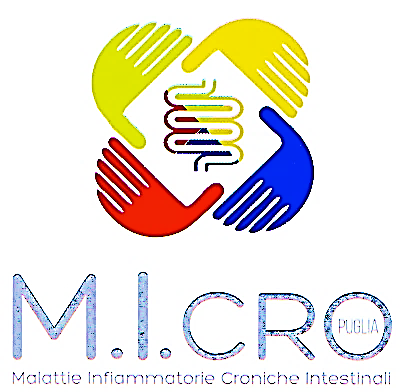 M.I.CRO
PUGLIA
Malattie Infiammatorie Croniche Intestinali